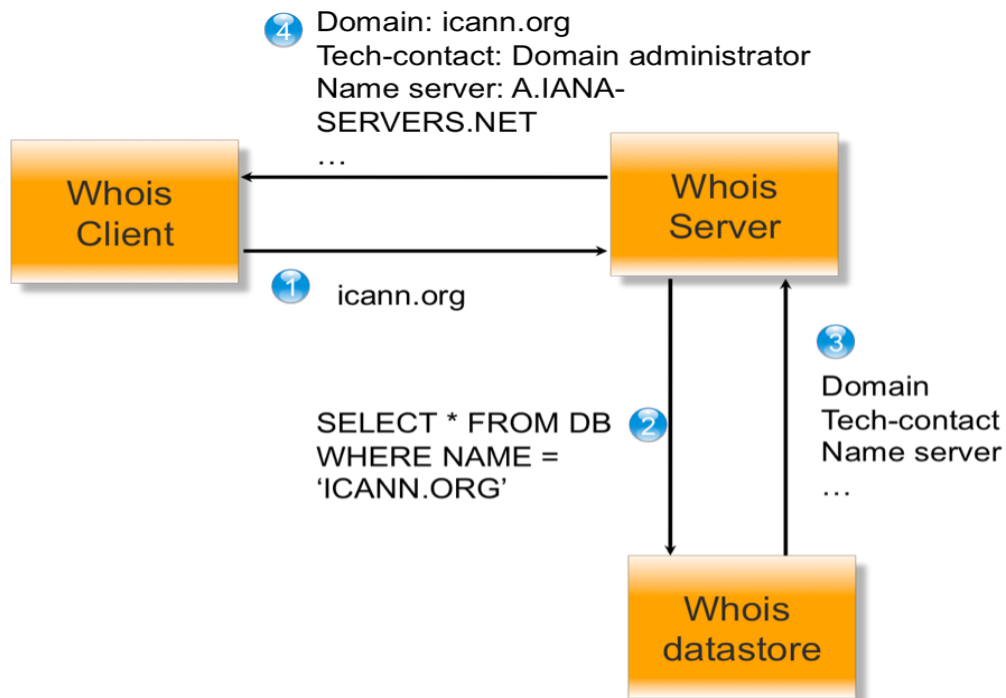 4
Domain: icann.org
Tech-contact: Domain administrator
Name server: A.IANA-
SERVERS.NET
…
Whois
Client
Whois
Server
1
icann.org
SELECT * FROM DB
WHERE NAME =
‘ICANN.ORG’
2
3
Domain
Tech-contact
Name server
…
Whois
datastore